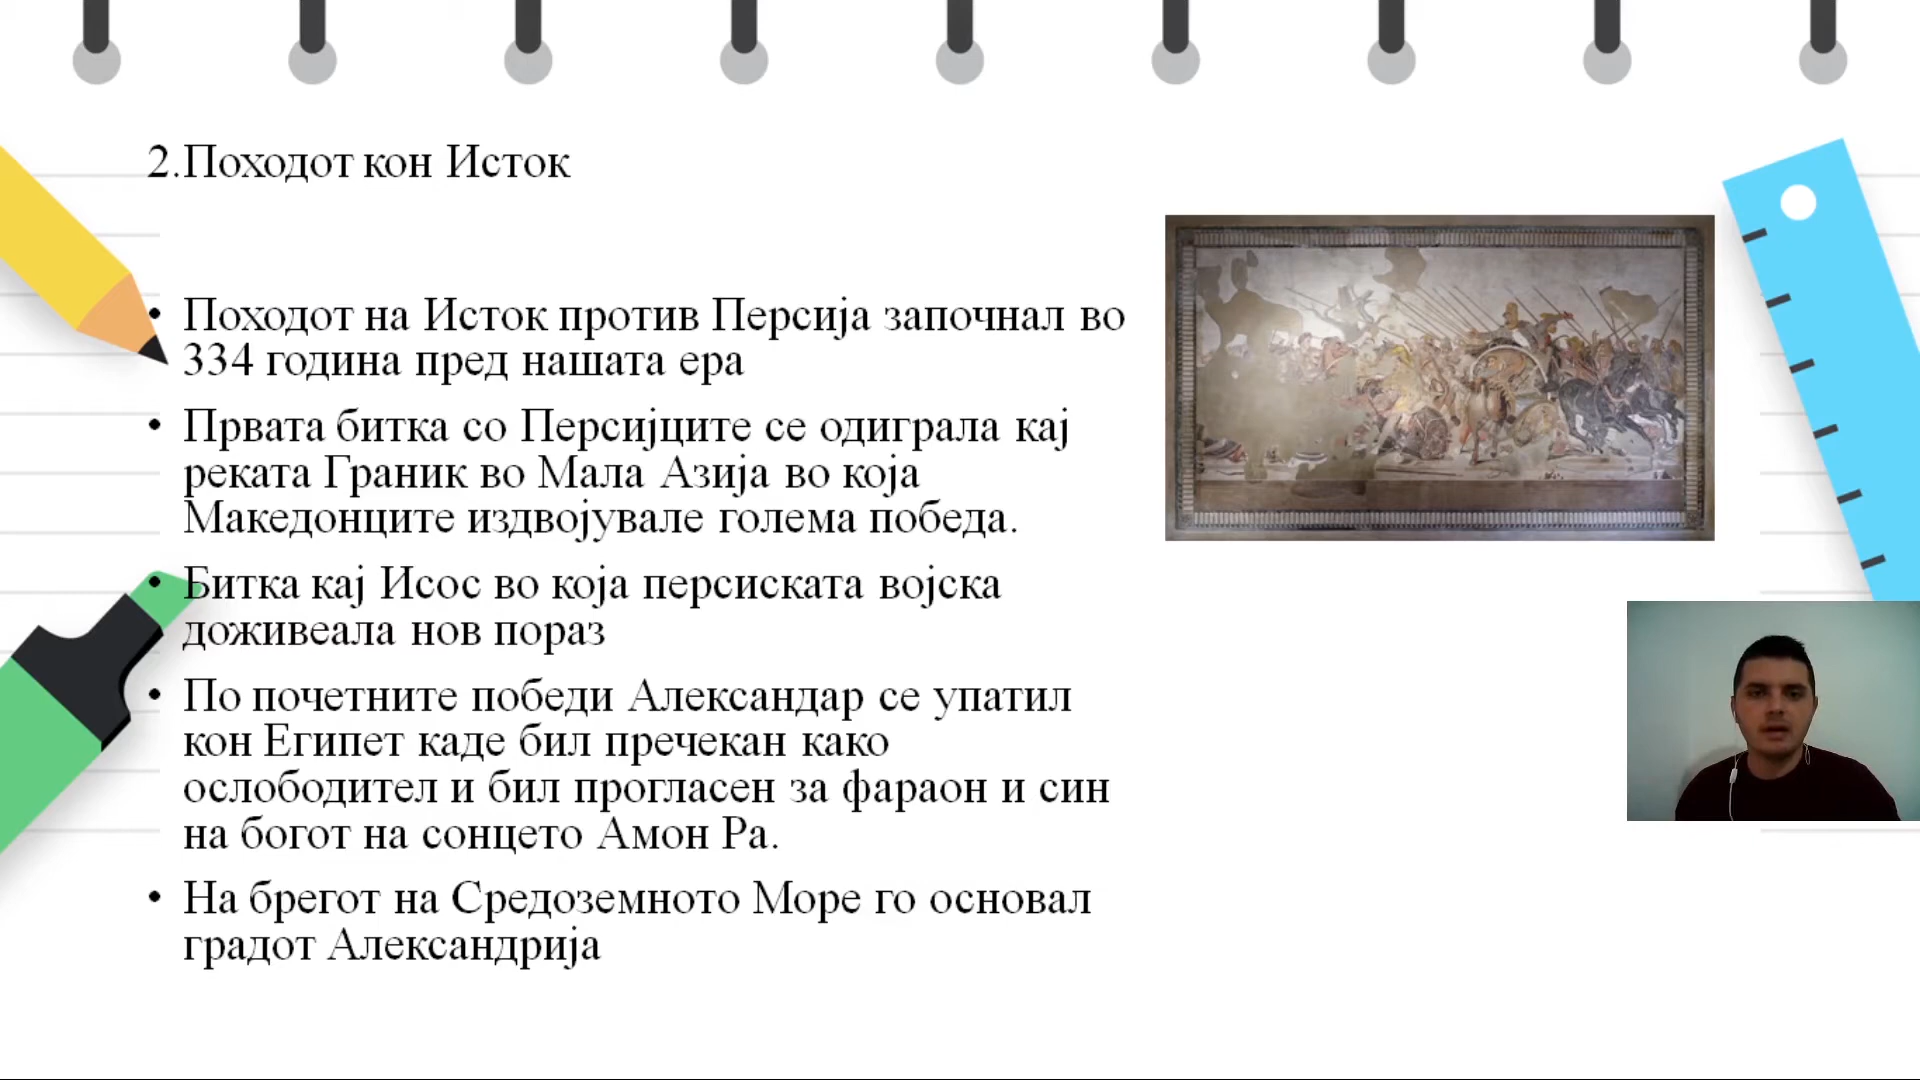 2.Походот кон Исток
• Походот на Исток против Персија започнал во
334 година пред нашата ера
• Првата битка со Персијците се одиграла кај
реката Граник во Мала Азија во која
Македонците издвојувале голема победа.
• Битка кај Исос во која персиската војска
доживеала нов пораз
• По почетните победи Александар се упатил
кон Египет каде бил пречекан како
ослободител и бил прогласен за фараон и син
на богот на сонцето Амон Ра.
• На брегот на Средоземното Море го основал
градот Александрија